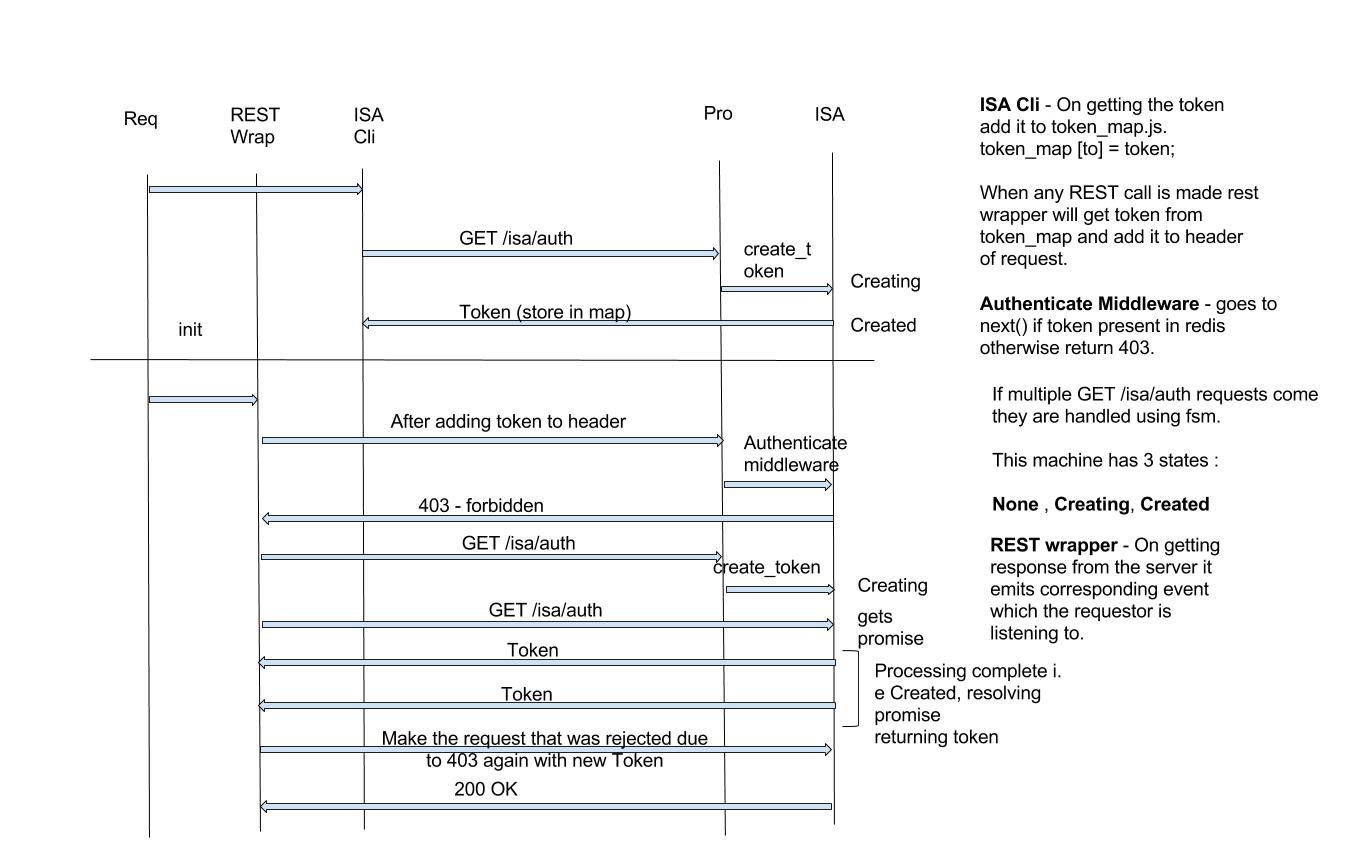 Req
REST
Wrap
ISA
Cli
Pro
ISA
GET /isa/auth
create_t
oken
Creating
Token (store in map)
Created
init
After adding token to header
Authenticate
middleware
403 - forbidden
GET /isa/auth
create_token
Creating
GET /isa/auth
gets
promise
Token
Token
Processing complete i.
e Created, resolving
promise
returning token
Make the request that was rejected due
to 403 again with new Token
200 OK
ISA Cli - On getting the token
add it to token_map.js.
token_map [to] = token;
When any REST call is made rest
wrapper will get token from
token_map and add it to header
of request.
Authenticate Middleware - goes to
next() if token present in redis
otherwise return 403.
If multiple GET /isa/auth requests come
they are handled using fsm.
This machine has 3 states :
None , Creating, Created
REST wrapper - On getting
response from the server it
emits corresponding event
which the requestor is
listening to.